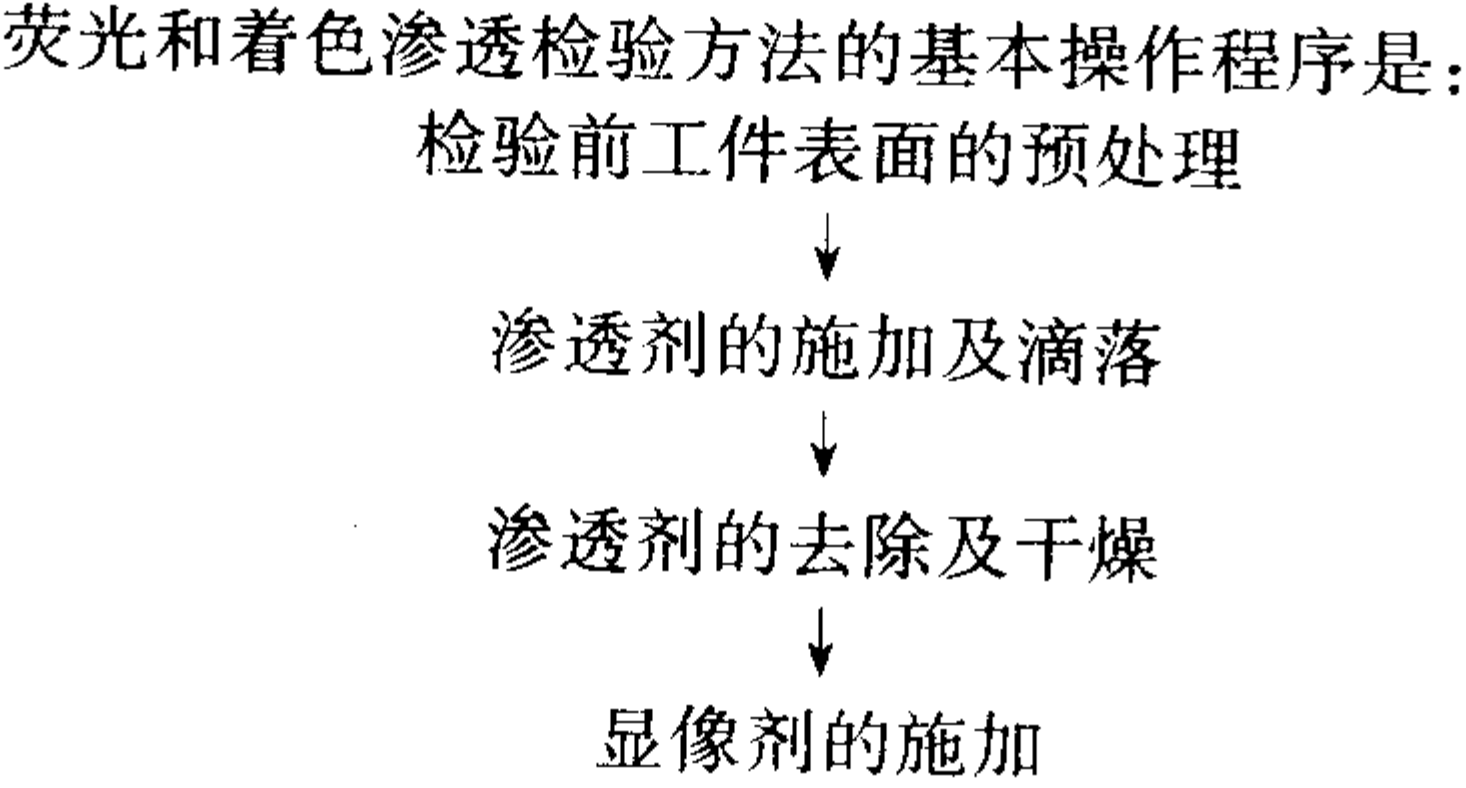 荧光和着色渗透检验方法的基本操作程序是：
检验前工件表面的预处理
↓
渗透剂的施加及滴落
↓
渗透剂的去除及干燥
↓
显像剂的施加